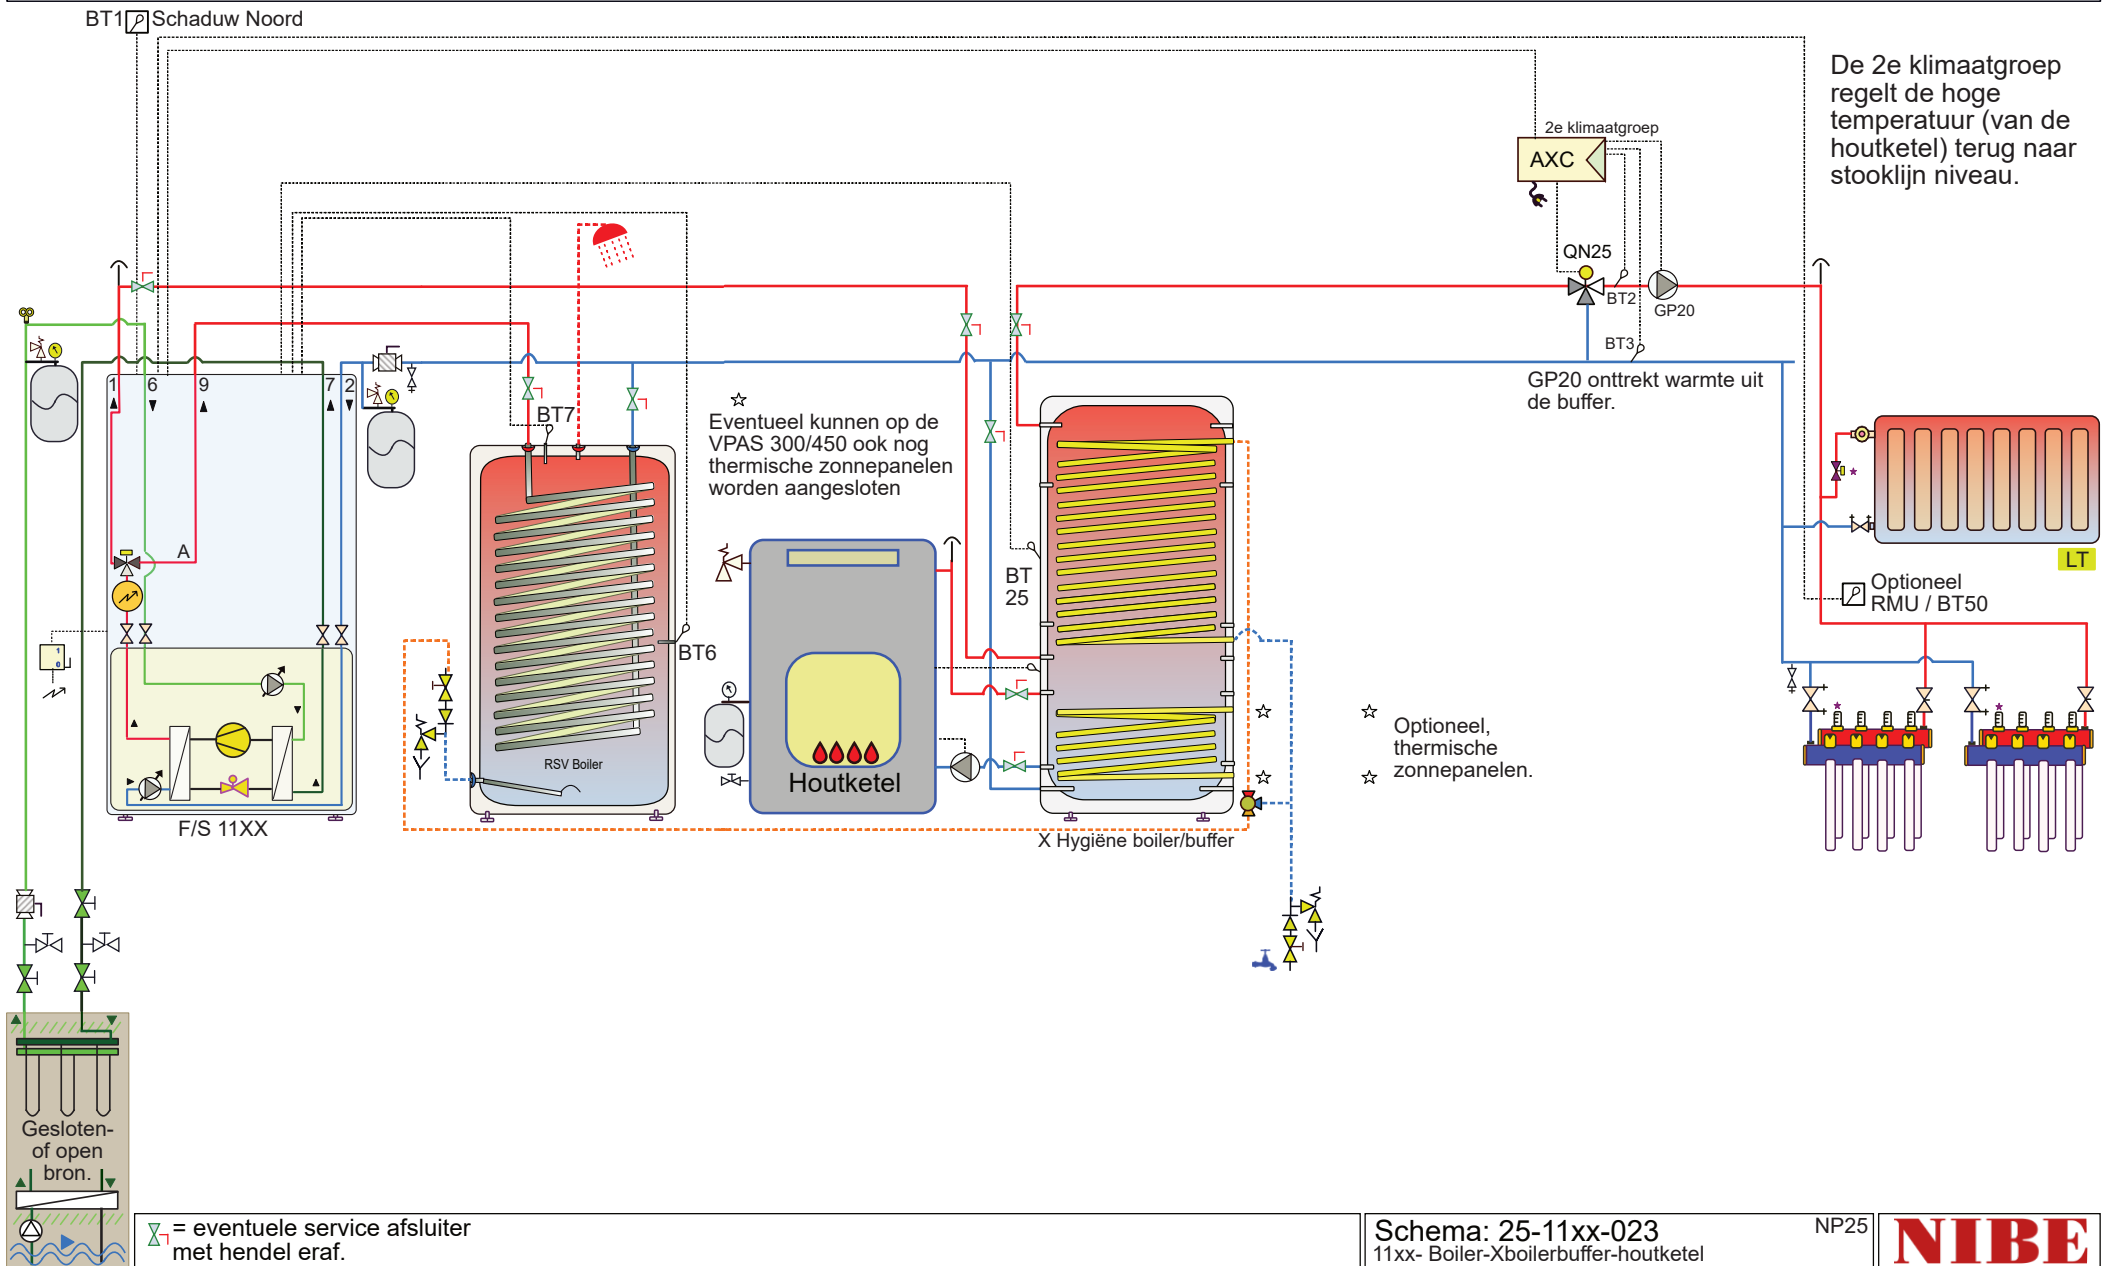 BT1 Schaduw Noord
De 2e klimaatgroep
regelt de hoge
temperatuur (van de
houtketel) terug naar
stooklijn niveau.
2e klimaatgroep
AXC
QN25
BT2
GP20
BT3
GP20 onttrekt warmte uit
de buffer.
1 6 9 7 2
A
BT7
Eventueel kunnen op de
VPAS 300/450 ook nog
thermische zonnepanelen
worden aangesloten
BT
25
LT
Optioneel
RMU / BT50
1
0
BT6
RSV Boiler
Houtketel
Optioneel,
thermische
zonnepanelen.
F/S 11XX
X Hygiëne boiler/buffer
Gesloten-
of open
bron.
= eventuele service afsluiter
met hendel eraf.
Schema: 25-11xx-023
11xx- Boiler-Xboilerbuffer-houtketel
NP25
NIBE